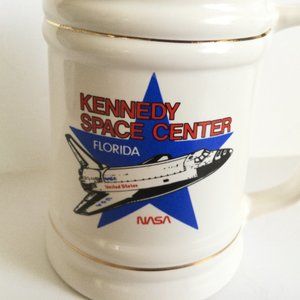 KENNEDY
SPACE CENTER
FLORIDA
United States
NASA